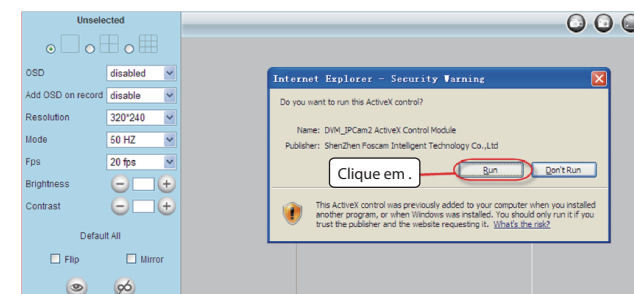 Unselected
OSD disabled
Add OSD on record disable
Resolution 320*240
Mode 50 HZ
Fps 20 fps
Brightness
Contrast
Default All
Flip Mirror
Internet Explorer - Security Warning
Do you want to run this ActiveX control?
Name: DVM_IPCam2 ActiveX Control Module
Publisher: ShenZhen Foscam Intelligent Technology Co.,Ltd
Clique em .
Run Don't Run
This ActiveX control was previously added to your computer when you installed
another program, or when Windows was installed. You should only run it if you
trust the publisher and the website requesting it. What's the risk?